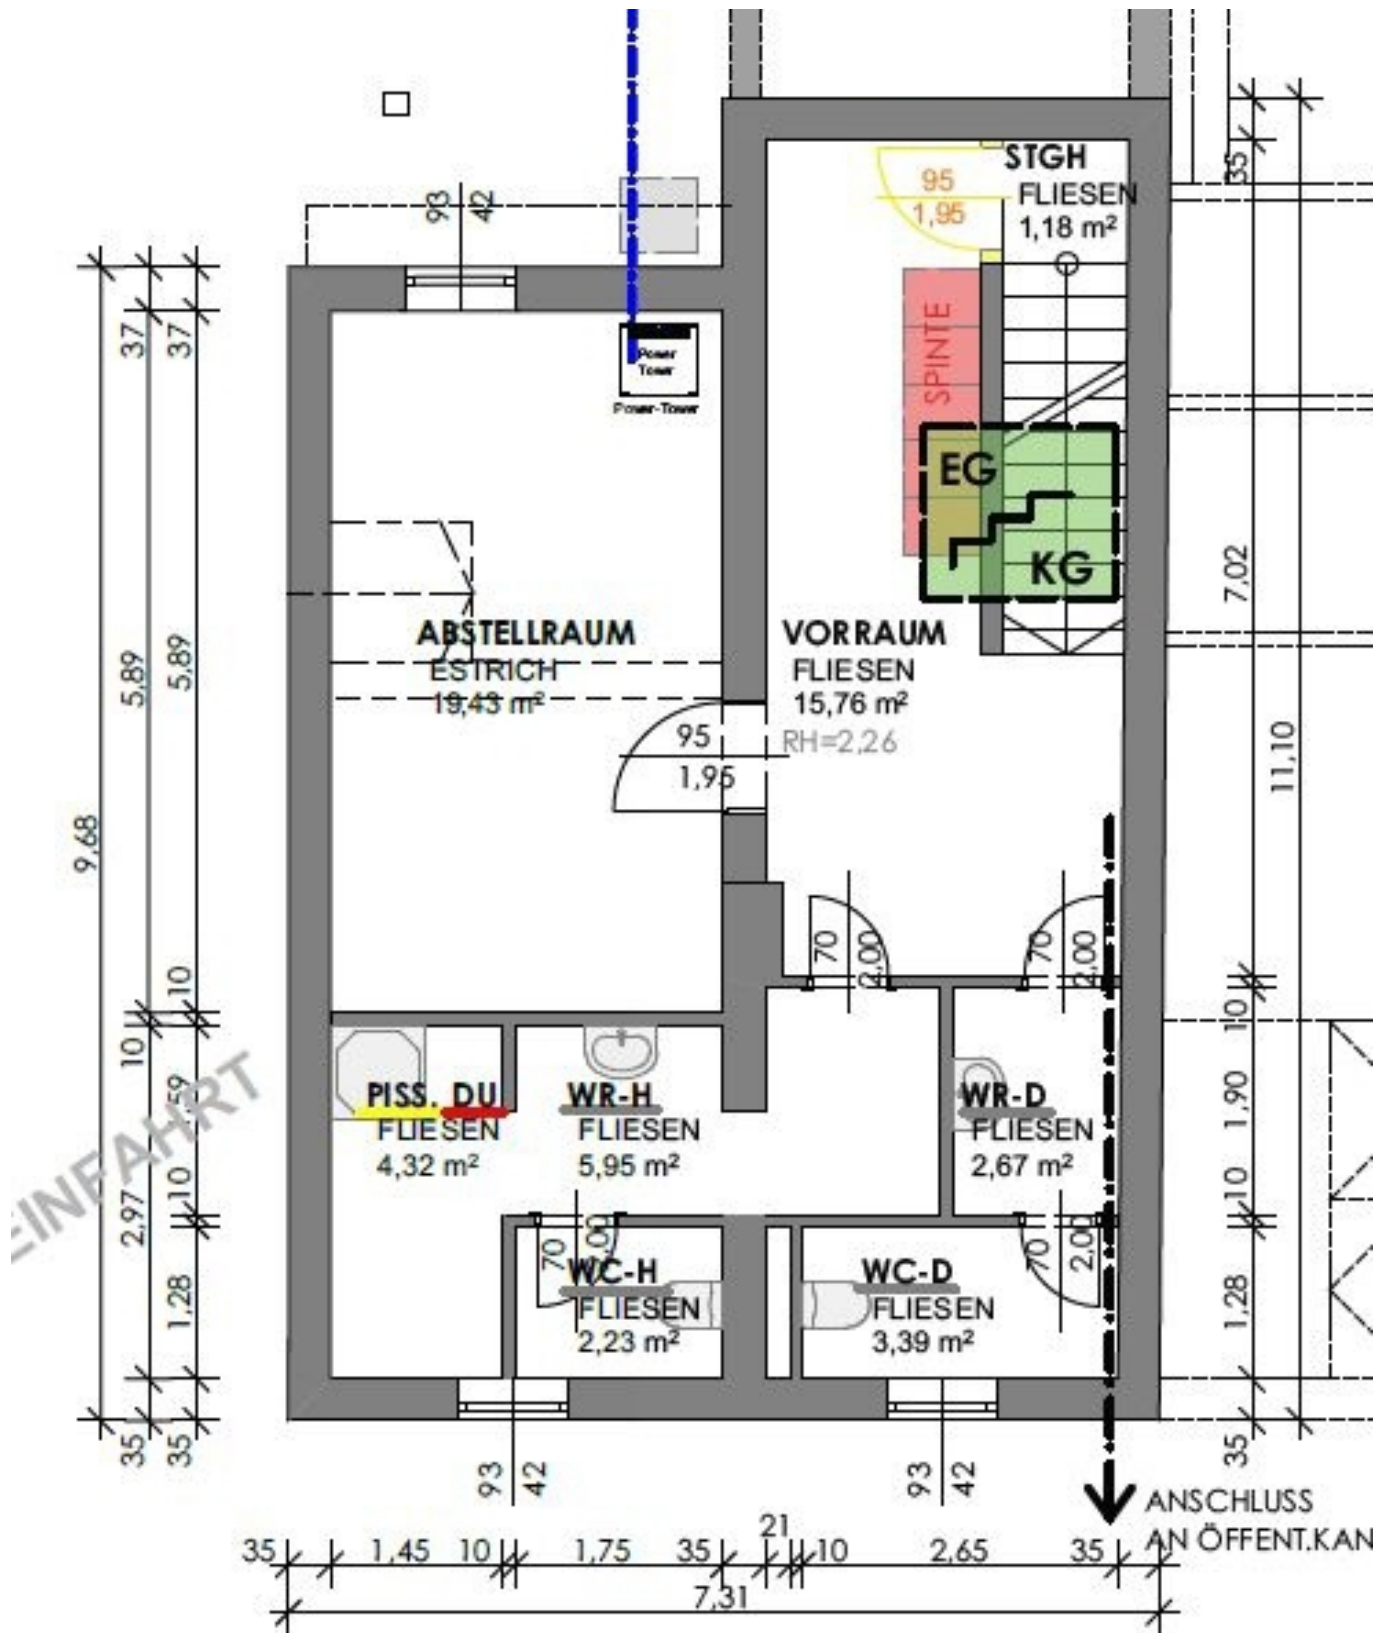 STGH
FLIESEN
1,18 m²
95
1,95
35
93
42
37
37
SPINTE
Power
Tower
Power-Tower
EG
KG
7,02
ABSTELLRAUM
ESTRICH
19,43 m²
VORRAUM
FLIESEN
15,76 m²
RH=2,26
95
1,95
5,89
5,89
11,10
9,68
70
2,00
70
2,00
10
10
10
EINFAHRT
PISS. DU
FLIESEN
4,32 m²
WR-H
FLIESEN
5,95 m²
WR-D
FLIESEN
2,67 m²
1,90
2,97
10
10
70
70
2,00
WC-H
FLIESEN
2,23 m²
WC-D
FLIESEN
3,39 m²
1,28
1,28
35
35
35
93
42
93
42
ANSCHLUSS
AN ÖFFENT.KAN
35
1,45
10
1,75
35
21
10
2,65
35
7,31